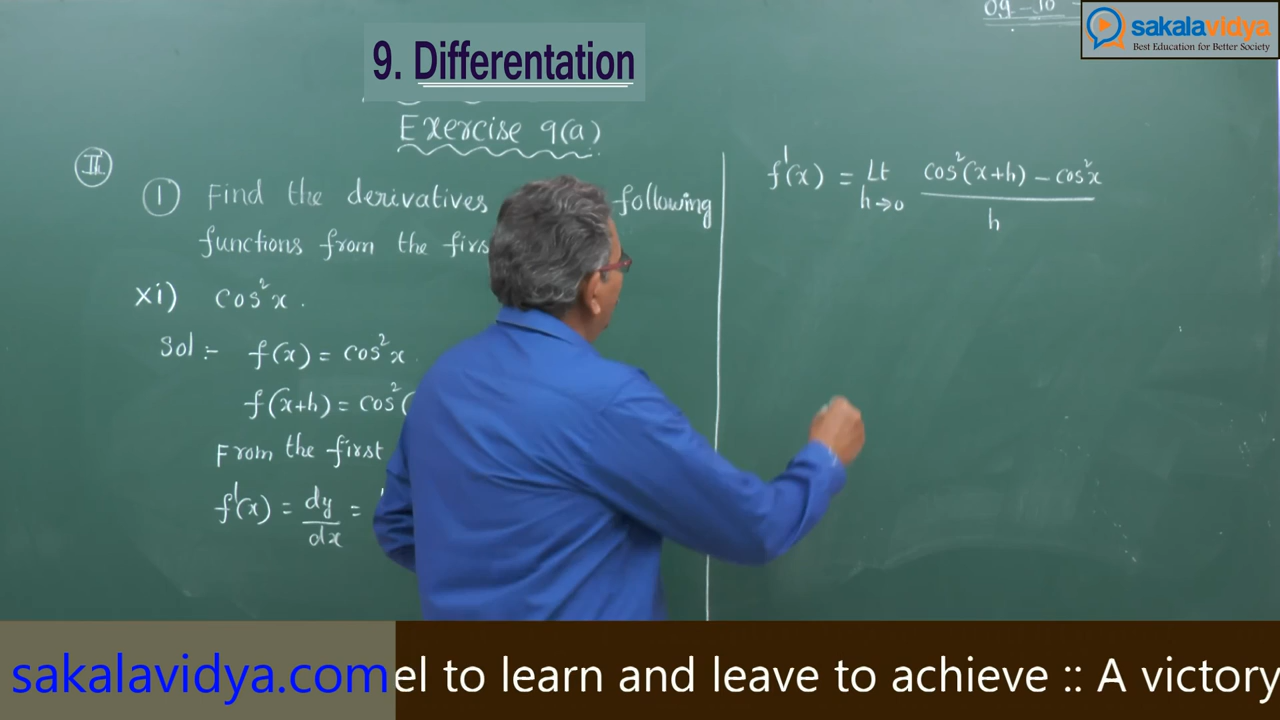 09-10
sakalavidya
Best Education for Better Society
9. Differentation
Exercise 9(a)
II
1 Find the derivatives following
functions from the firs
xi) cos²x.
Sol :- f(x) = cos²x.
f(x+h) = cos²(
From the first
f'(x) = dy/dx =
f'(x) = Lt h→0 cos²(x+h) - cos²x / h
sakalavidya.com
el to learn and leave to achieve :: A victory